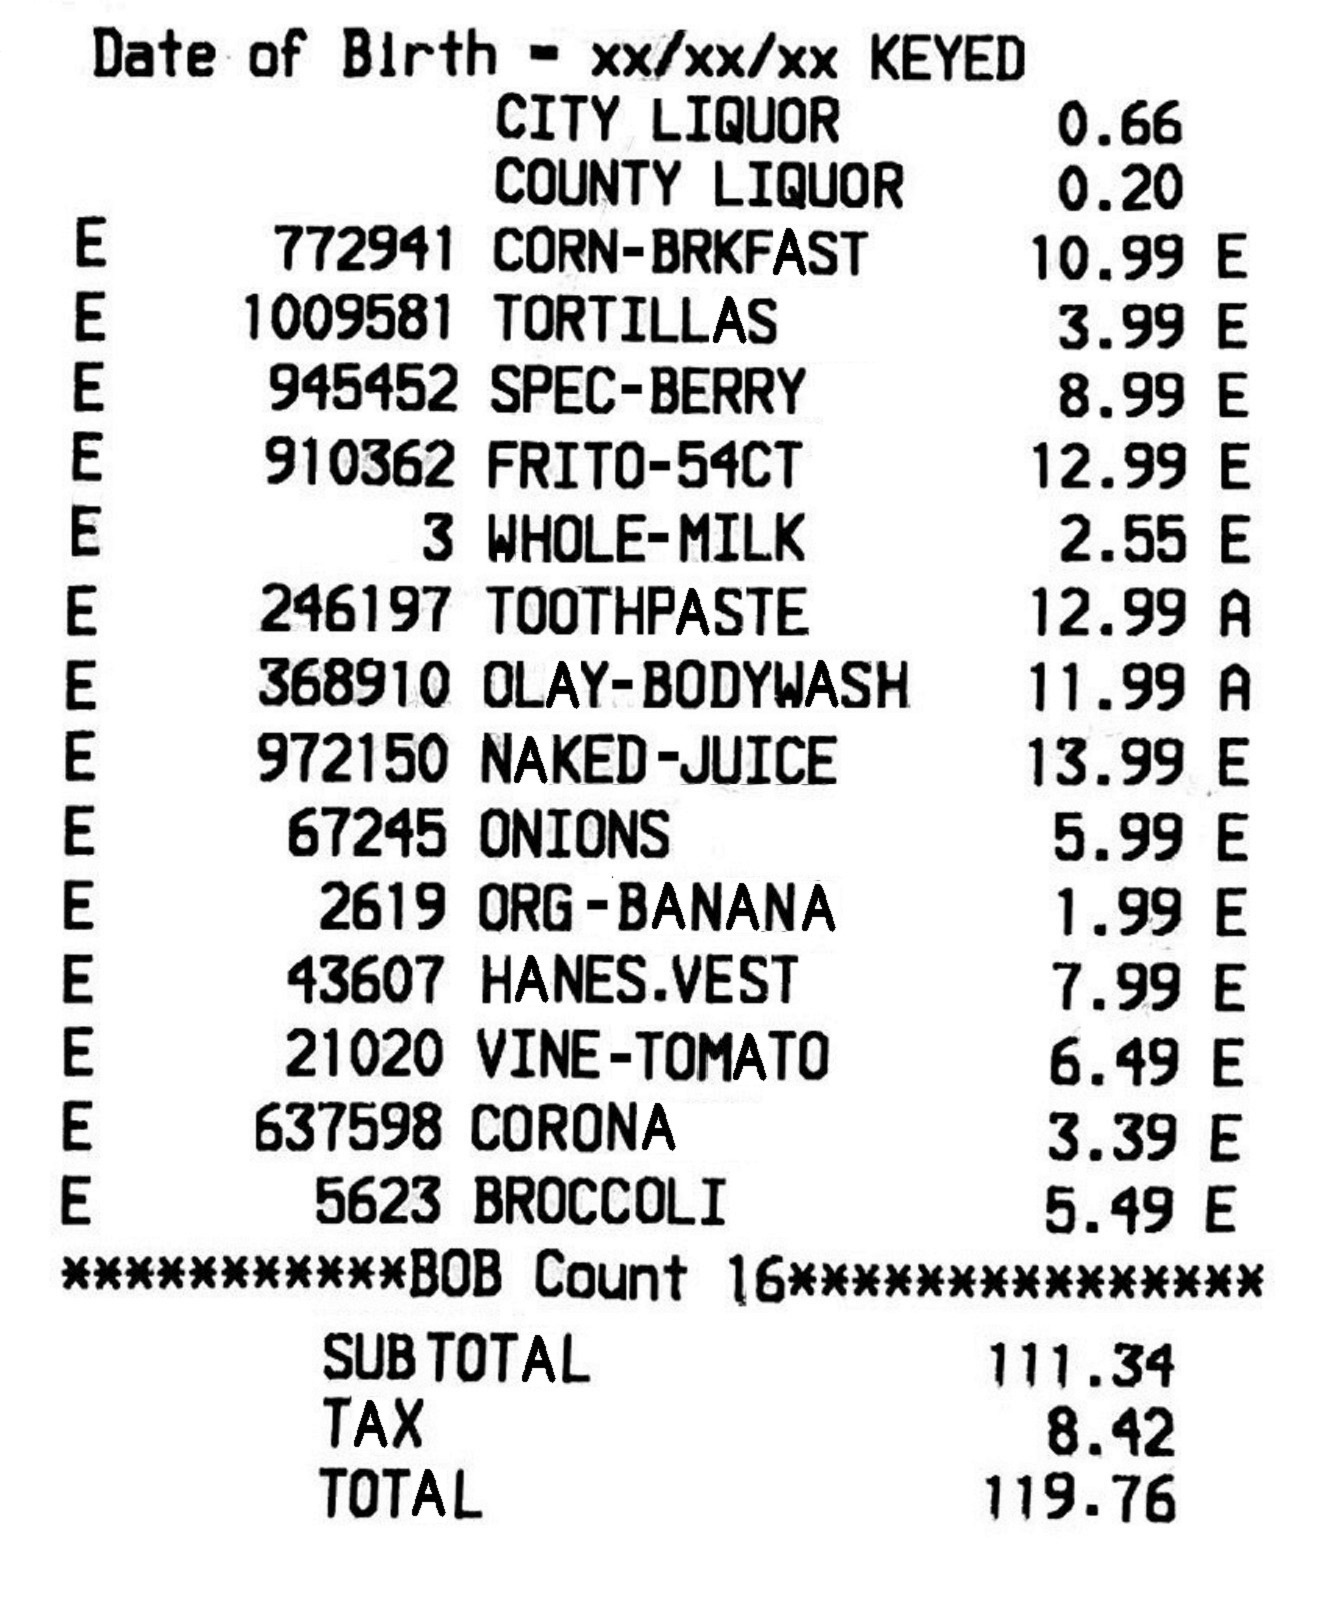 Date of Birth - xx/xx/xx KEYED
CITY LIQUOR 0.66
COUNTY LIQUOR 0.20
E 772941 CORN-BRKFAST 10.99 E
E 1009581 TORTILLAS 3.99 E
E 945452 SPEC-BERRY 8.99 E
E 910362 FRITO-54CT 12.99 E
E 3 WHOLE-MILK 2.55 E
E 246197 TOOTHPASTE 12.99 A
E 368910 OLAY-BODYWASH 11.99 A
E 972150 NAKED-JUICE 13.99 E
E 67245 ONIONS 5.99 E
E 2619 ORG-BANANA 1.99 E
E 43607 HANES.VEST 7.99 E
E 21020 VINE-TOMATO 6.49 E
E 637598 CORONA 3.39 E
E 5623 BROCCOLI 5.49 E
***********BOB Count 16***************
SUBTOTAL 111.34
TAX 8.42
TOTAL 119.76